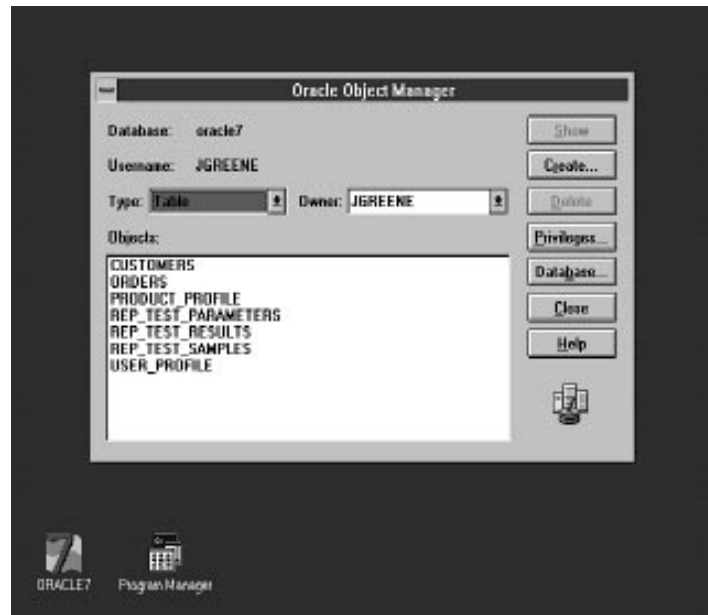 Oracle Object Manager
Database: oracle7
Show
Username: JGREENE
Create...
Type: Table Owner: JGREENE
Delete
Objects:
Privileges...
CUSTOMERS
ORDERS
PRODUCT_PROFILE
REP_TEST_PARAMETERS
REP_TEST_RESULTS
REP_TEST_SAMPLES
USER_PROFILE
Database...
Close
Help
7
ORACLE7 Program Manager